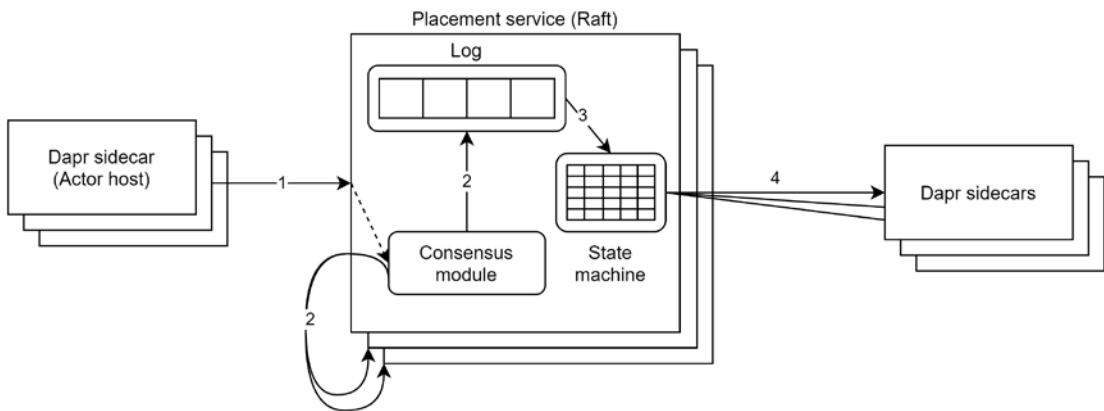 Placement service (Raft)
Log
3
Dapr sidecar
(Actor host)
1
2
4
Dapr sidecars
Consensus
module
State
machine
2